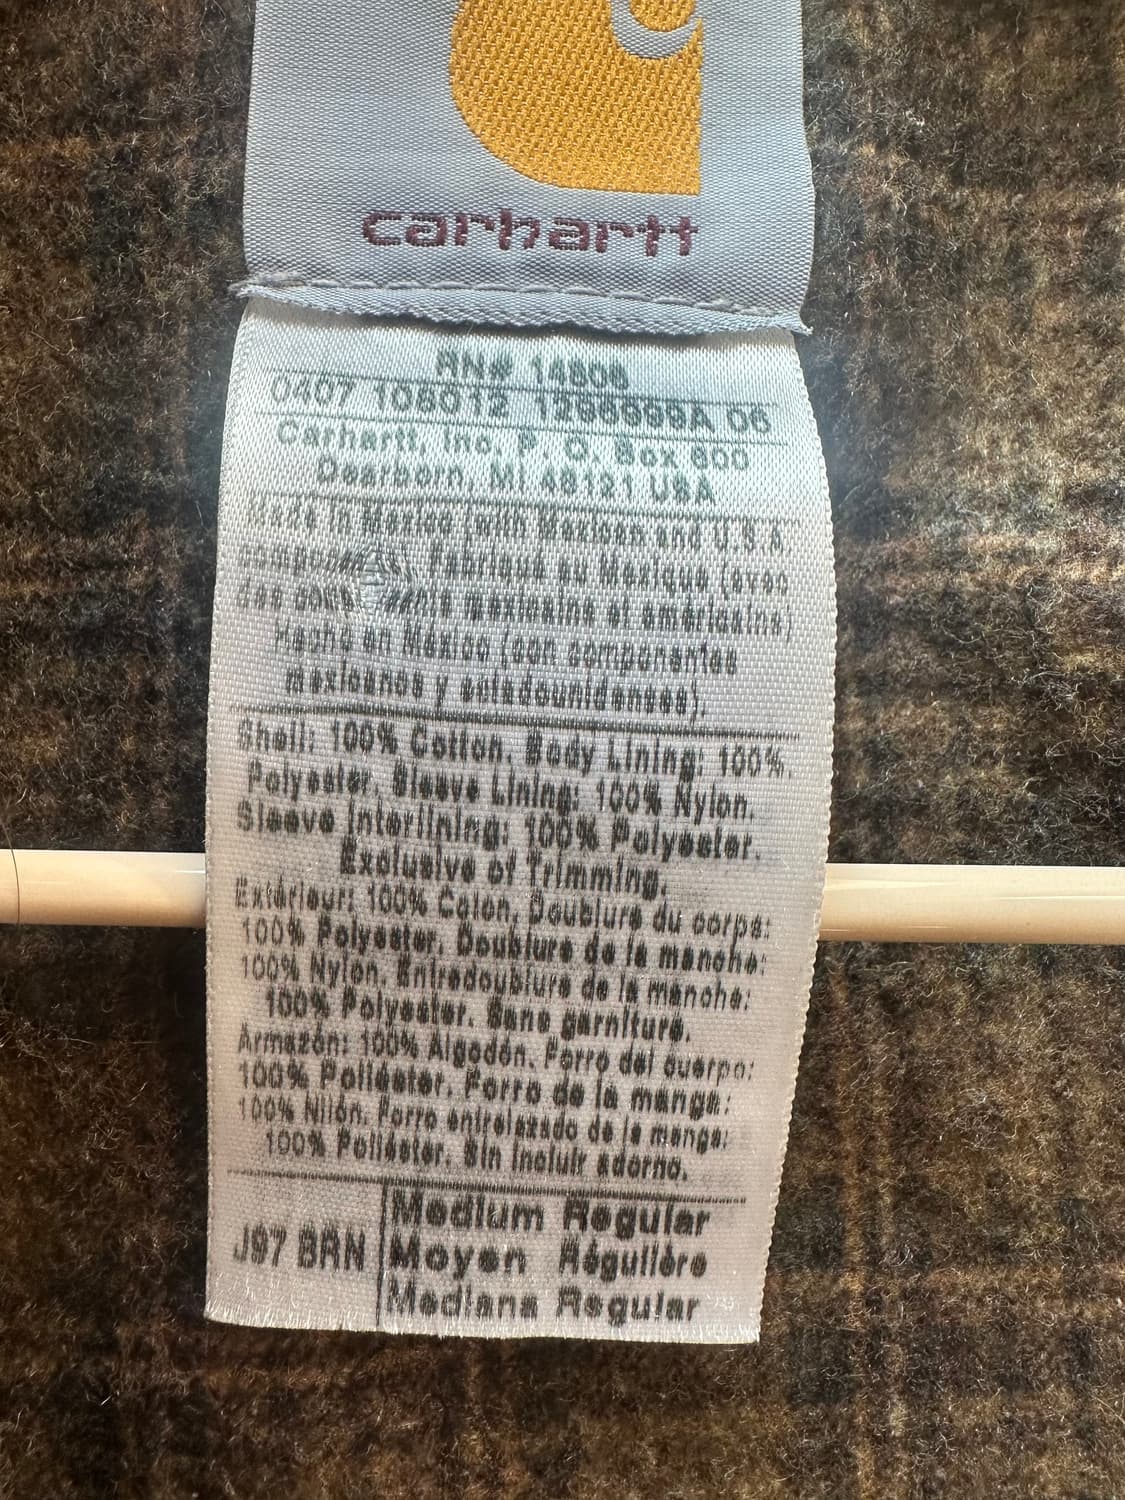 carhartt
RN# 14806
0407 106012 1298999A 06
Carhartt, Inc. P. O. Box 600
Dearborn, MI 48121 USA
Made in Mexico (with Mexican and U.S.A.
Fabriqué au Mexique (avec
des mexicains et américains)
Hecho en México (con componentes
mexicanos y estadounidenses).
Shell: 100% Cotton. Body Lining: 100%
Polyester. Sleeve Lining: 100% Nylon.
Sleeve Interlining: 100% Polyester.
Exclusive of Trimming.
Extérieur: 100% Coton. Doublure du corps:
100% Polyester. Doublure de la manche:
100% Nylon. Entredoublure de la manche:
100% Polyester. Sans garniture.
Armazón: 100% Algodón. Forro del cuerpo:
100% Poliéster. Forro de la manga:
100% Nilón. Forro entrelazado de la manga:
100% Poliéster. Sin incluir adorno.
J97 BRN
Medium Regular
Moyen Régulière
Mediana Regular